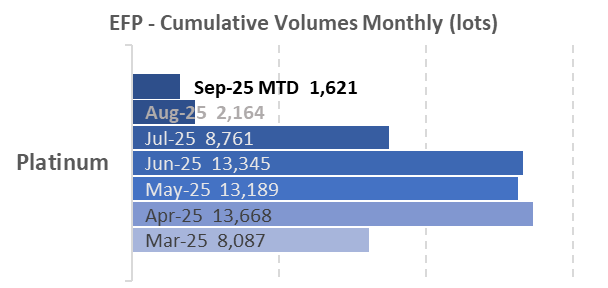 EFP - Cumulative Volumes Monthly (lots)
Sep-25 MTD 1,621
Aug-25 2,164
Jul-25 8,761
Platinum
Jun-25 13,345
May-25 13,189
Apr-25 13,668
Mar-25 8,087